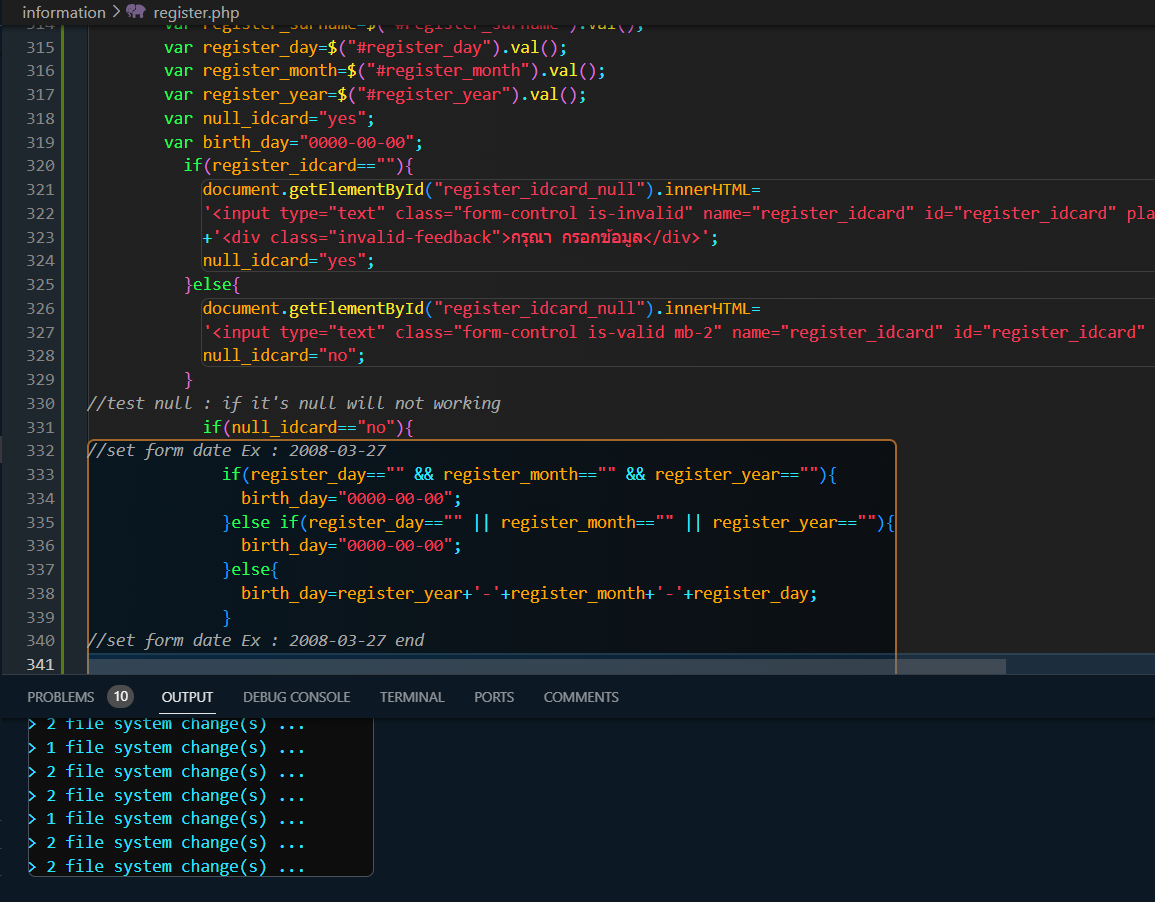 information > register.php
314 var register_surname=$("#register_surname").val();
315 var register_day=$("#register_day").val();
316 var register_month=$("#register_month").val();
317 var register_year=$("#register_year").val();
318 var null_idcard="yes";
319 var birth_day="0000-00-00";
320 if(register_idcard==""){
321 document.getElementById("register_idcard_null").innerHTML=
322 '<input type="text" class="form-control is-invalid" name="register_idcard" id="register_idcard" pla
323 +'<div class="invalid-feedback">กรุณา กรอกข้อมูล</div>';
324 null_idcard="yes";
325 }else{
326 document.getElementById("register_idcard_null").innerHTML=
327 '<input type="text" class="form-control is-valid mb-2" name="register_idcard" id="register_idcard"
328 null_idcard="no";
329 }
330 //test null : if it's null will not working
331 if(null_idcard=="no"){
332 //set form date Ex : 2008-03-27
333 if(register_day=="" && register_month=="" && register_year==""){
334 birth_day="0000-00-00";
335 }else if(register_day=="" || register_month=="" || register_year==""){
336 birth_day="0000-00-00";
337 }else{
338 birth_day=register_year+'-'+register_month+'-'+register_day;
339 }
340 //set form date Ex : 2008-03-27 end
341
PROBLEMS 10 OUTPUT DEBUG CONSOLE TERMINAL PORTS COMMENTS
> 2 file system change(s) ...
> 1 file system change(s) ...
> 2 file system change(s) ...
> 2 file system change(s) ...
> 1 file system change(s) ...
> 2 file system change(s) ...
> 2 file system change(s) ...